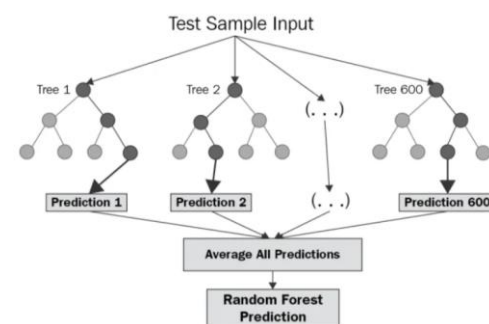 Test Sample Input
Tree 1
Tree 2
(. . .)
Tree 600
Prediction 1
Prediction 2
(. . .)
Prediction 600
Average All Predictions
Random Forest
Prediction